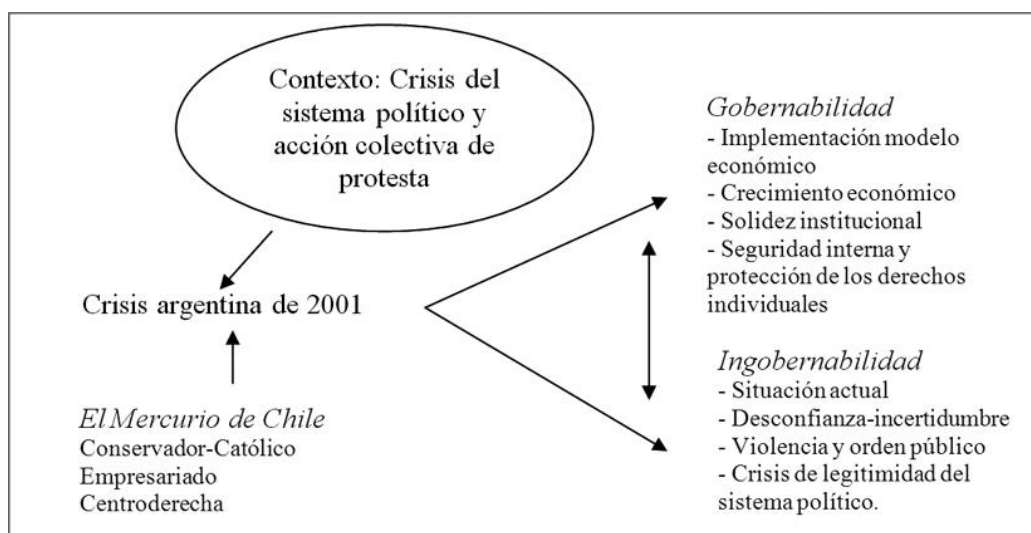 Contexto: Crisis del
sistema político y
acción colectiva de
protesta
Crisis argentina de 2001
El Mercurio de Chile
Conservador-Católico
Empresariado
Centroderecha
Gobernabilidad
- Implementación modelo
económico
- Crecimiento económico
- Solidez institucional
- Seguridad interna y
protección de los derechos
individuales
Ingobernabilidad
- Situación actual
- Desconfianza-incertidumbre
- Violencia y orden público
- Crisis de legitimidad del
sistema político.